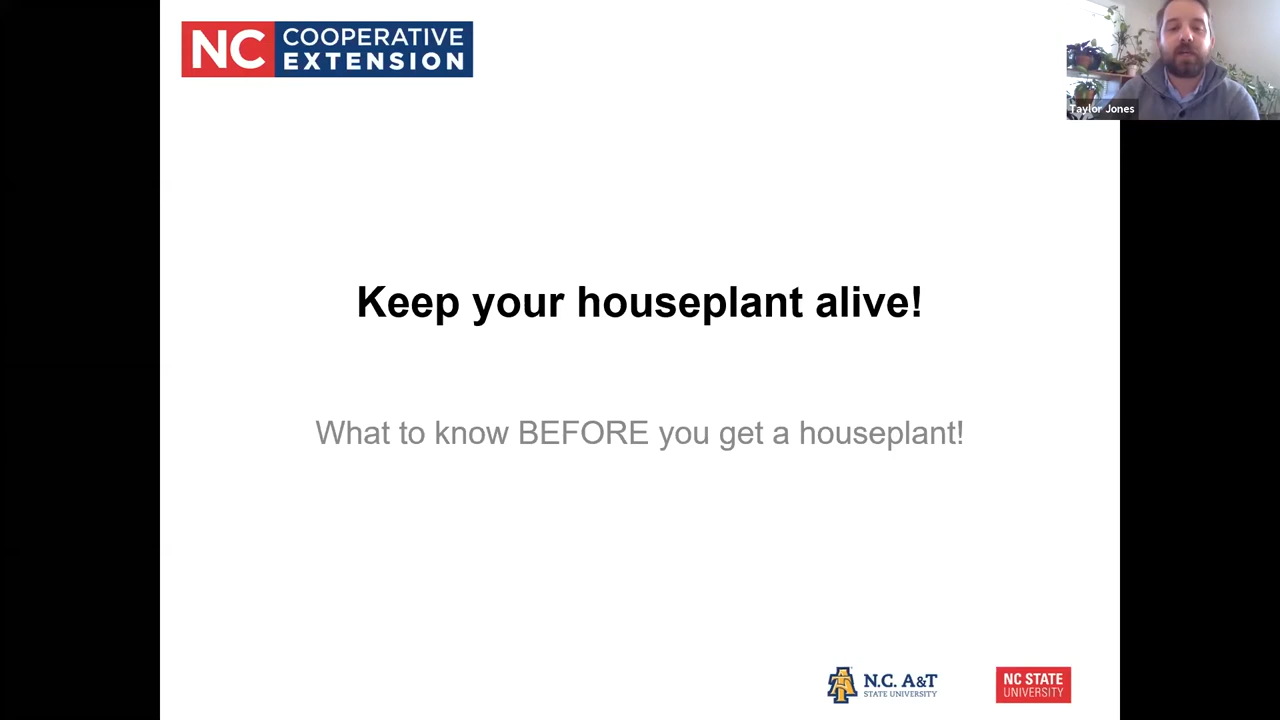 NC COOPERATIVE
EXTENSION
Taylor Jones
Keep your houseplant alive!
What to know BEFORE you get a houseplant!
N.C. A&T
STATE UNIVERSITY
NC STATE
UNIVERSITY